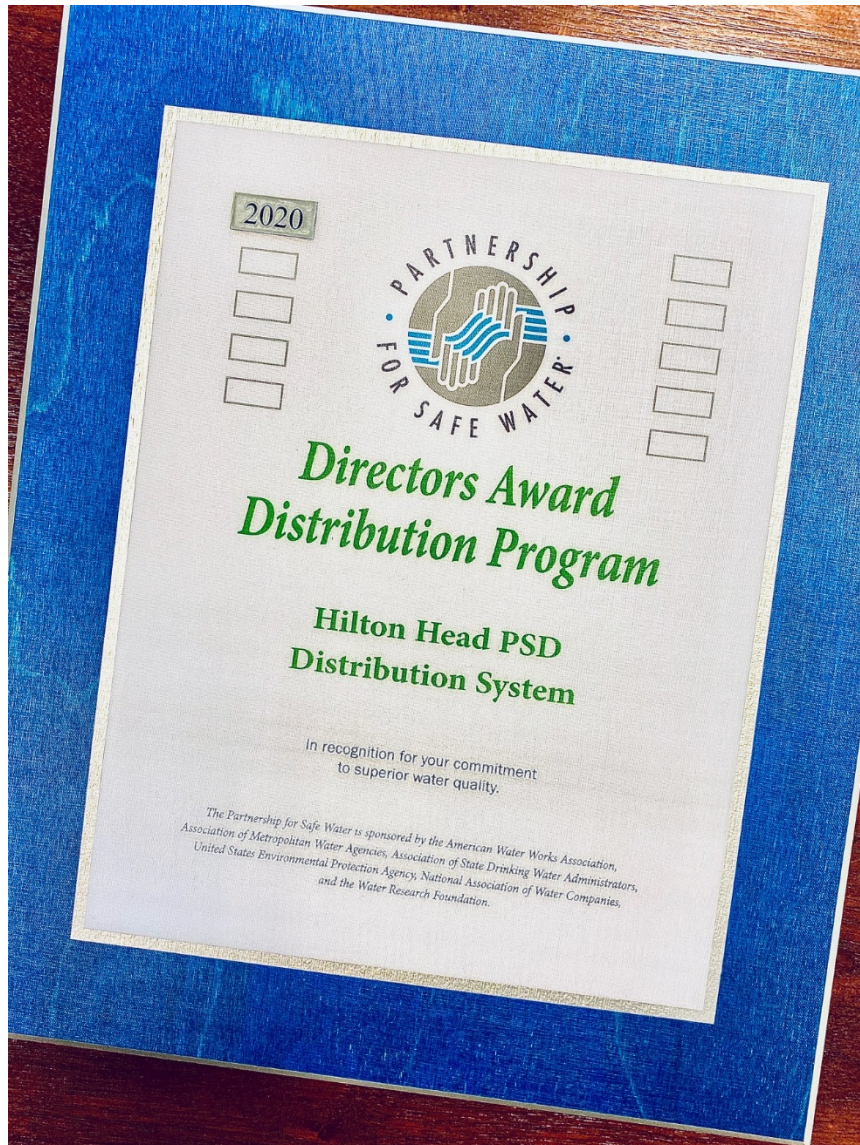 2020
PARTNERSHIP
• FOR SAFE WATER •
Directors Award
Distribution Program
Hilton Head PSD
Distribution System
In recognition for your commitment
to superior water quality.
The Partnership for Safe Water is sponsored by the American Water Works Association,
Association of Metropolitan Water Agencies, Association of State Drinking Water Administrators,
United States Environmental Protection Agency, National Association of Water Companies,
and the Water Research Foundation.